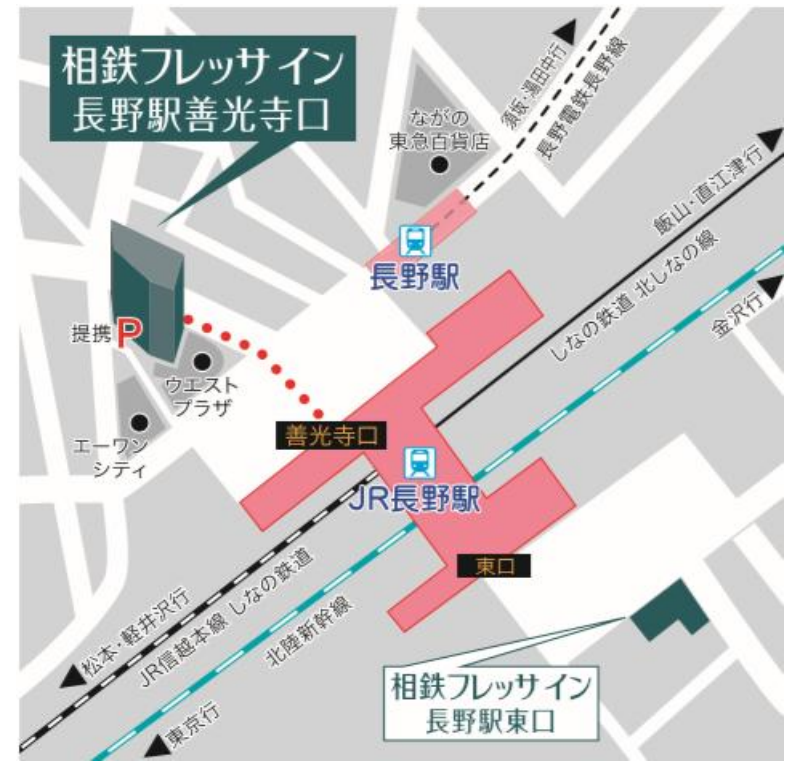 相鉄フレッサイン
長野駅善光寺口
ながの
東急百貨店
須坂・湯田中行
長野電鉄長野線
飯山・直江津行
しなの鉄道 北しなの線
金沢行
長野駅
提携P
ウエスト
プラザ
エーワン
シティ
善光寺口
JR長野駅
東口
松本・軽井沢行
JR信越本線 しなの鉄道
北陸新幹線
東京行
相鉄フレッサイン
長野駅東口